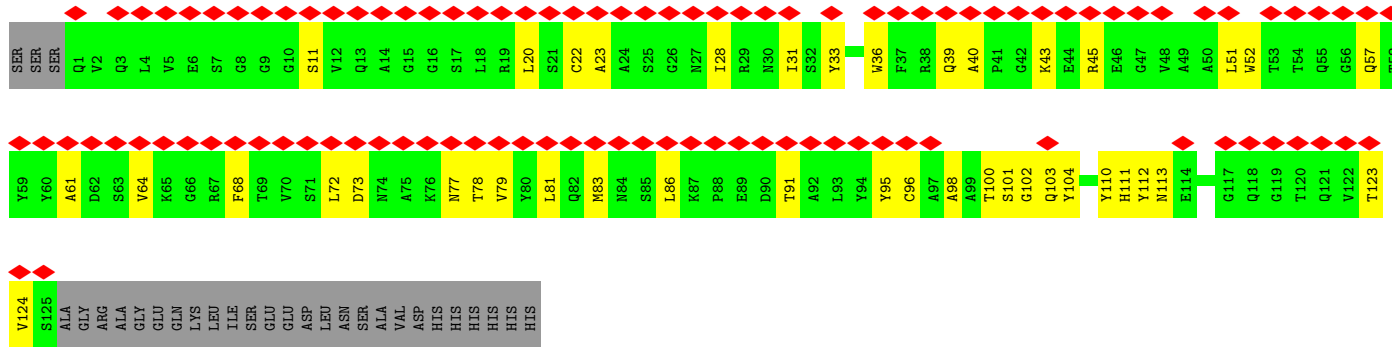 SER SER SER Q1 V2 Q3 L4 V5 E6 S7 G8 G9 G10 S11 V12 Q13 A14 G15 G16 S17 L18 R19 L20 S21 C22 A23 A24 S25 G26 N27 I28 R29 N30 I31 S32 Y33 W36 F37 R38 Q39 A40 P41 G42 K43 E44 R45 E46 G47 V48 A49 A50 L51 W52 T53 T54 Q55 G56 Q57
Y59 Y60 A61 D62 S63 V64 K65 G66 R67 F68 T69 V70 S71 L72 D73 N74 A75 K76 N77 T78 V79 Y80 L81 Q82 M83 N84 S85 L86 K87 P88 E89 D90 T91 A92 L93 Y94 Y95 C96 A97 A98 A99 T100 S101 G102 Q103 Y104 Y110 H111 Y112 N113 E114 G117 Q118 G119 T120 Q121 V122 T123
V124 S125 ALA GLY ARG ALA GLY GLU GLN LYS LEU ILE SER GLU GLU ASP LEU ASN SER ALA VAL ASP HIS HIS HIS HIS HIS HIS